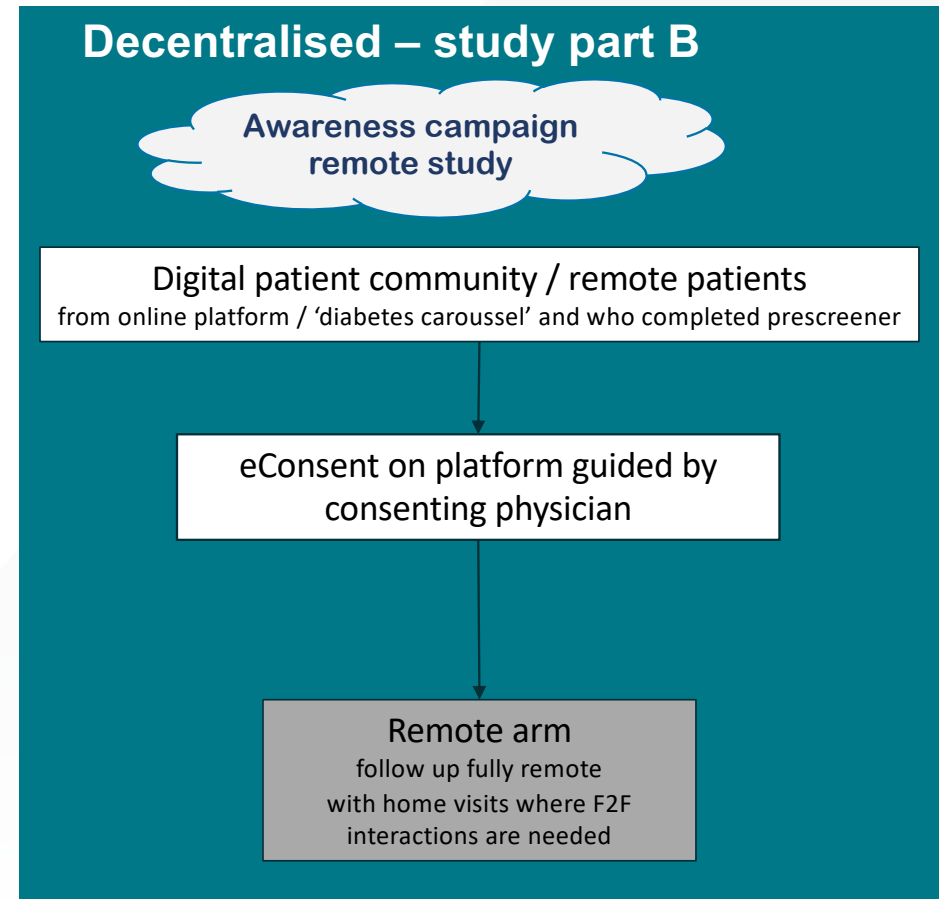 Decentralised – study part B
Awareness campaign
remote study
Digital patient community / remote patients
from online platform / ‘diabetes caroussel’ and who completed prescreener
eConsent on platform guided by
consenting physician
Remote arm
follow up fully remote
with home visits where F2F
interactions are needed